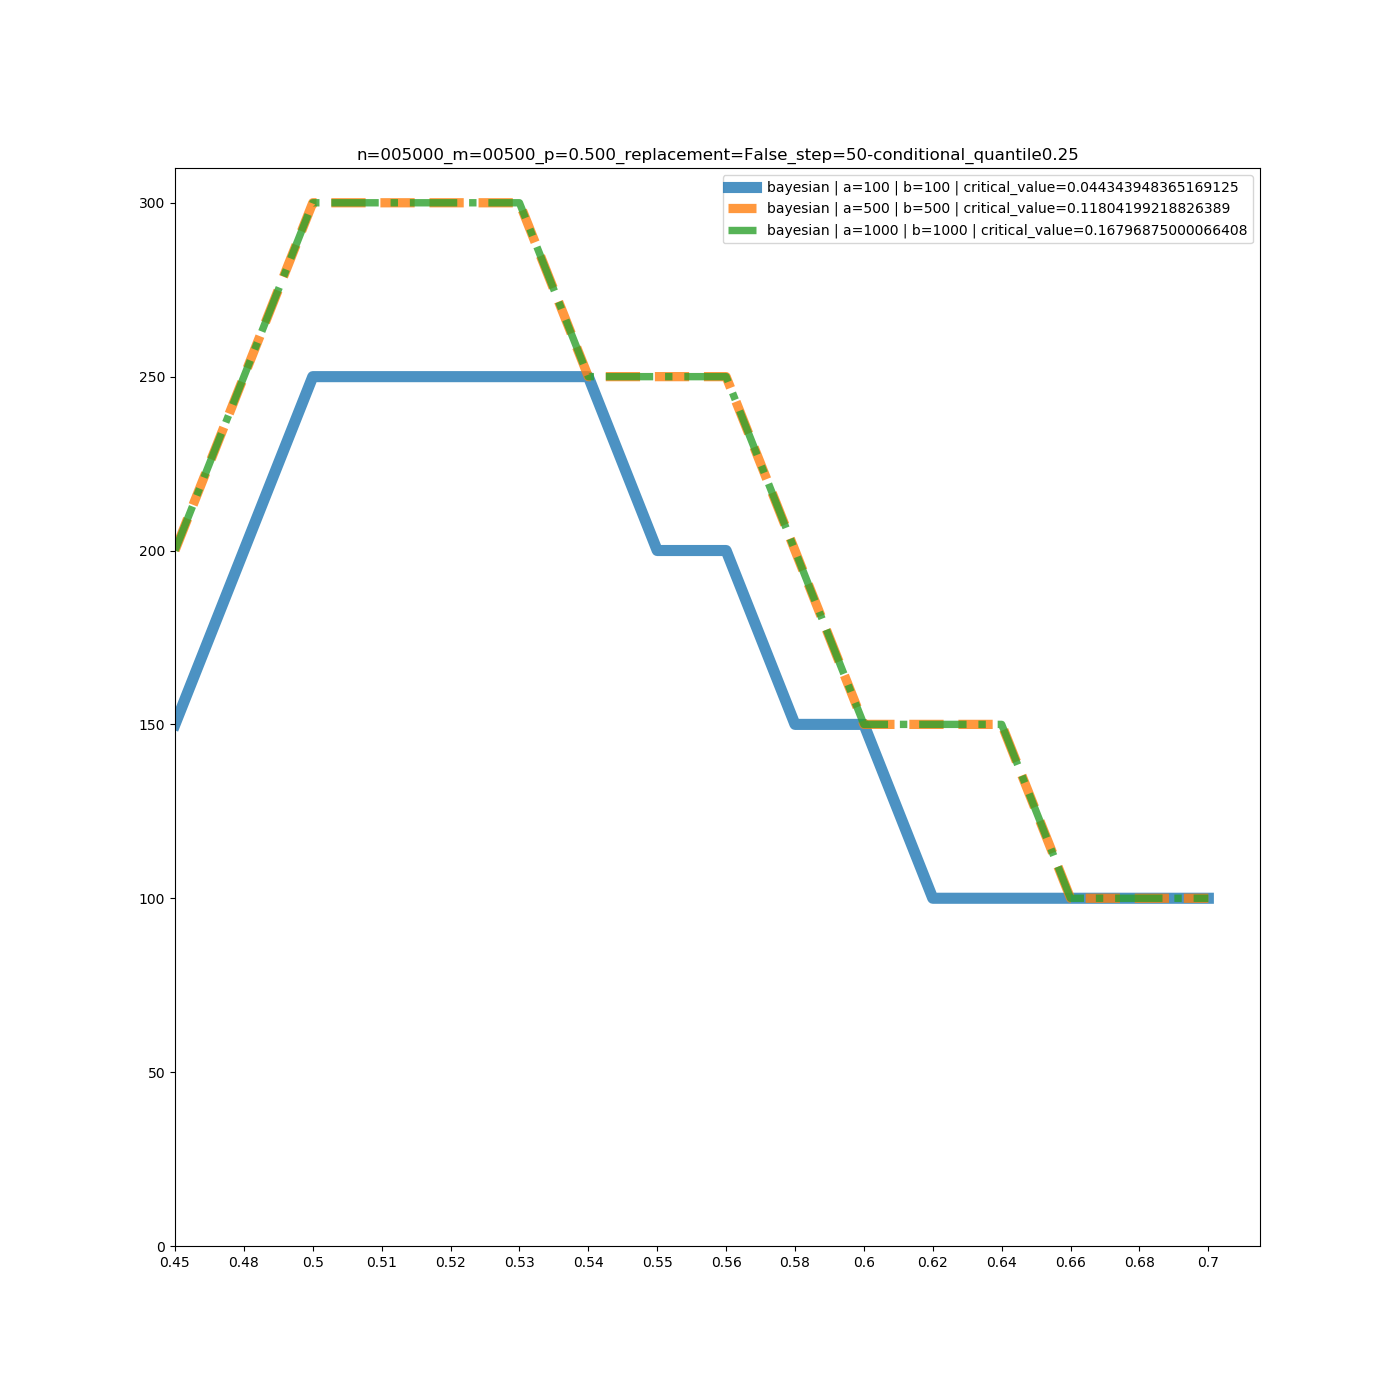 n=005000_m=00500_p=0.500_replacement=False_step=50-conditional_quantile0.25
bayesian | a=100 | b=100 | critical_value=0.044343948365169125
bayesian | a=500 | b=500 | critical_value=0.11804199218826389
bayesian | a=1000 | b=1000 | critical_value=0.16796875000066408
300
250
200
150
100
50
0
0.45 0.48 0.5 0.51 0.52 0.53 0.54 0.55 0.56 0.58 0.6 0.62 0.64 0.66 0.68 0.7